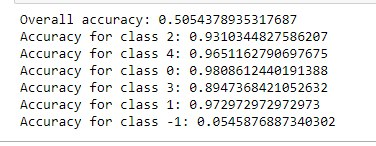 Overall accuracy: 0.5054378935317687
Accuracy for class 2: 0.9310344827586207
Accuracy for class 4: 0.9651162790697675
Accuracy for class 0: 0.9808612440191388
Accuracy for class 3: 0.8947368421052632
Accuracy for class 1: 0.972972972972973
Accuracy for class -1: 0.0545876887340302